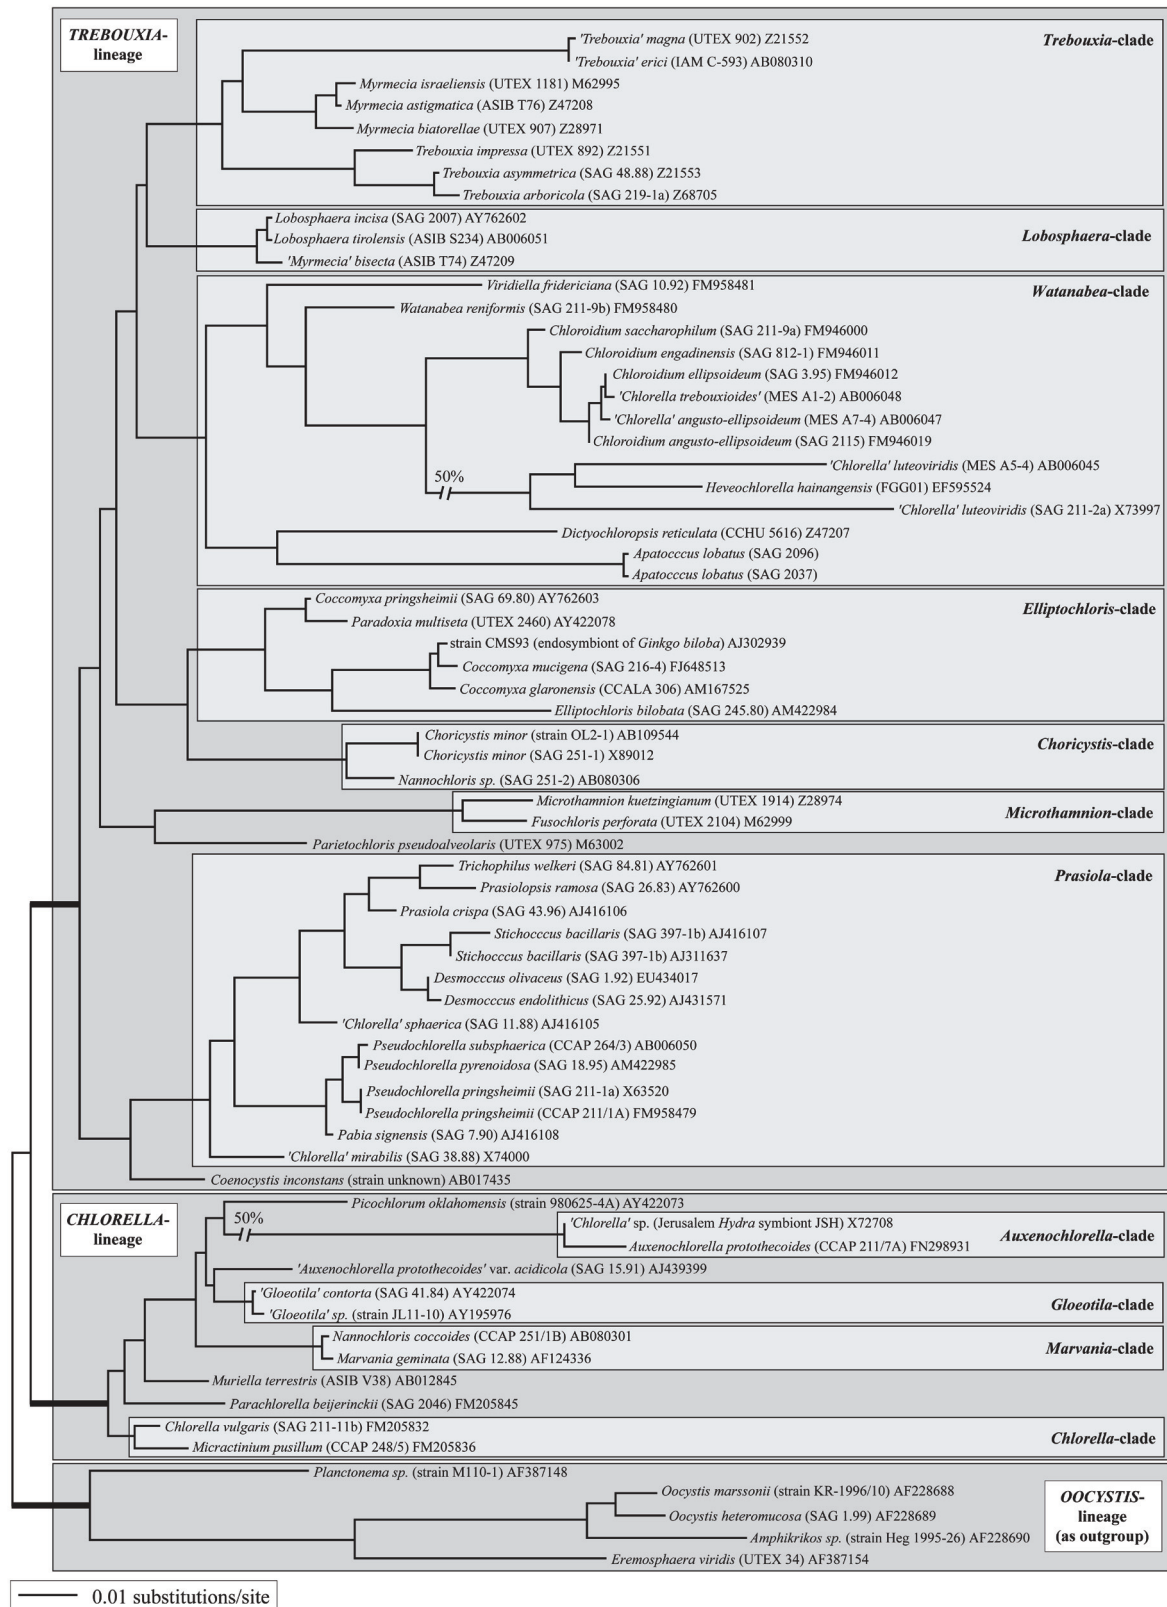 TREBOUXIA-
lineage
Trebouxia-clade
'Trebouxia' magna (UTEX 902) Z21552
'Trebouxia' erici (IAM C-593) AB080310
Myrmecia israeliensis (UTEX 1181) M62995
Myrmecia astigmatica (ASIB T76) Z47208
Myrmecia biatorellae (UTEX 907) Z28971
Trebouxia impressa (UTEX 892) Z21551
Trebouxia asymmetrica (SAG 48.88) Z21553
Trebouxia arboricola (SAG 219-1a) Z68705
Lobosphaera incisa (SAG 2007) AY762602
Lobosphaera tirolensis (ASIB S234) AB006051
Lobosphaera-clade
'Myrmecia' bisecta (ASIB T74) Z47209
Viridiella fridericiana (SAG 10.92) FM958481
Watanabea-clade
Watanabea reniformis (SAG 211-9b) FM958480
Chloroidium saccharophilum (SAG 211-9a) FM946000
Chloroidium engadinensis (SAG 812-1) FM946011
Chloroidium ellipsoideum (SAG 3.95) FM946012
'Chlorella trebouxioides' (MES A1-2) AB006048
'Chlorella' angusto-ellipsoideum (MES A7-4) AB006047
Chloroidium angusto-ellipsoideum (SAG 2115) FM946019
'Chlorella' luteoviridis (MES A5-4) AB006045
50%
Heveochlorella hainangensis (FGG01) EF595524
'Chlorella' luteoviridis (SAG 211-2a) X73997
Dictyochloropsis reticulata (CCHU 5616) Z47207
Apatocccus lobatus (SAG 2096)
Apatocccus lobatus (SAG 2037)
Coccomyxa pringsheimii (SAG 69.80) AY762603
Elliptochloris-clade
Paradoxia multiseta (UTEX 2460) AY422078
strain CMS93 (endosymbiont of Ginkgo biloba) AJ302939
Coccomyxa mucigena (SAG 216-4) FJ648513
Coccomyxa glaronensis (CCALA 306) AM167525
Elliptochloris bilobata (SAG 245.80) AM422984
Choricystis minor (strain OL2-1) AB109544
Choricystis-clade
Choricystis minor (SAG 251-1) X89012
Nannochloris sp. (SAG 251-2) AB080306
Microthamnion kuetzingianum (UTEX 1914) Z28974
Microthamnion-clade
Fusochloris perforata (UTEX 2104) M62999
Parietochloris pseudoalveolaris (UTEX 975) M63002
Trichophilus welkeri (SAG 84.81) AY762601
Prasiola-clade
Prasiolopsis ramosa (SAG 26.83) AY762600
Prasiola crispa (SAG 43.96) AJ416106
Stichocccus bacillaris (SAG 397-1b) AJ416107
Stichocccus bacillaris (SAG 397-1b) AJ311637
Desmocccus olivaceus (SAG 1.92) EU434017
Desmocccus endolithicus (SAG 25.92) AJ431571
'Chlorella' sphaerica (SAG 11.88) AJ416105
Pseudochlorella subsphaerica (CCAP 264/3) AB006050
Pseudochlorella pyrenoidosa (SAG 18.95) AM422985
Pseudochlorella pringsheimii (SAG 211-1a) X63520
Pseudochlorella pringsheimii (CCAP 211/1A) FM958479
Pabia signensis (SAG 7.90) AJ416108
'Chlorella' mirabilis (SAG 38.88) X74000
Coenocystis inconstans (strain unknown) AB017435
CHLORELLA-
lineage
Picochlorum oklahomensis (strain 980625-4A) AY422073
50%
'Chlorella' sp. (Jerusalem Hydra symbiont JSH) X72708
Auxenochlorella-clade
Auxenochlorella protothecoides (CCAP 211/7A) FN298931
'Auxenochlorella protothecoides' var. acidicola (SAG 15.91) AJ439399
'Gloeotila' contorta (SAG 41.84) AY422074
Gloeotila-clade
'Gloeotila' sp. (strain JL11-10) AY195976
Nannochloris coccoides (CCAP 251/1B) AB080301
Marvania-clade
Marvania geminata (SAG 12.88) AF124336
Muriella terrestris (ASIB V38) AB012845
Parachlorella beijerinckii (SAG 2046) FM205845
Chlorella vulgaris (SAG 211-11b) FM205832
Chlorella-clade
Micractinium pusillum (CCAP 248/5) FM205836
Planctonema sp. (strain M110-1) AF387148
Oocystis marssonii (strain KR-1996/10) AF228688
OOCYSTIS-
lineage
(as outgroup)
Oocystis heteromucosa (SAG 1.99) AF228689
Amphikrikos sp. (strain Heg 1995-26) AF228690
Eremosphaera viridis (UTEX 34) AF387154
0.01 substitutions/site